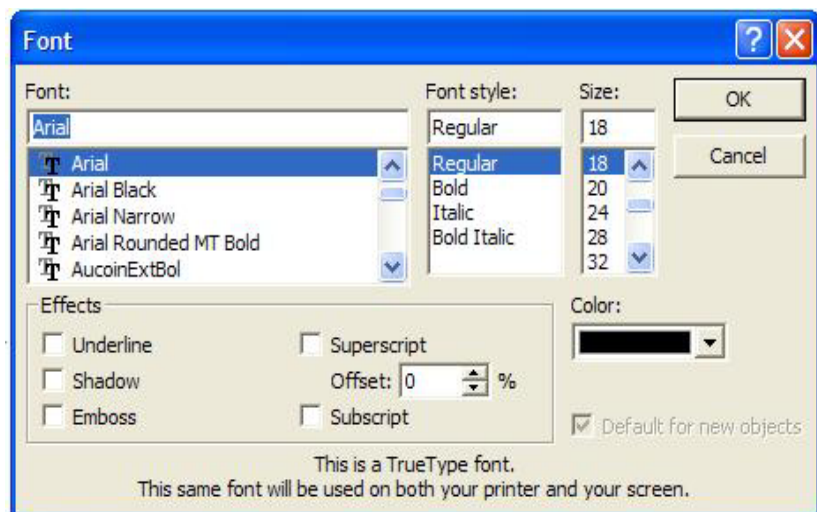 Font
Font:
Font style:
Size:
OK
Arial
Regular
18
Cancel
Arial
Arial Black
Arial Narrow
Arial Rounded MT Bold
AucoinExtBol
Regular
Bold
Italic
Bold Italic
18
20
24
28
32
Effects
Underline
Shadow
Emboss
Superscript
Offset: 0 %
Subscript
Color:
Default for new objects
This is a TrueType font.
This same font will be used on both your printer and your screen.